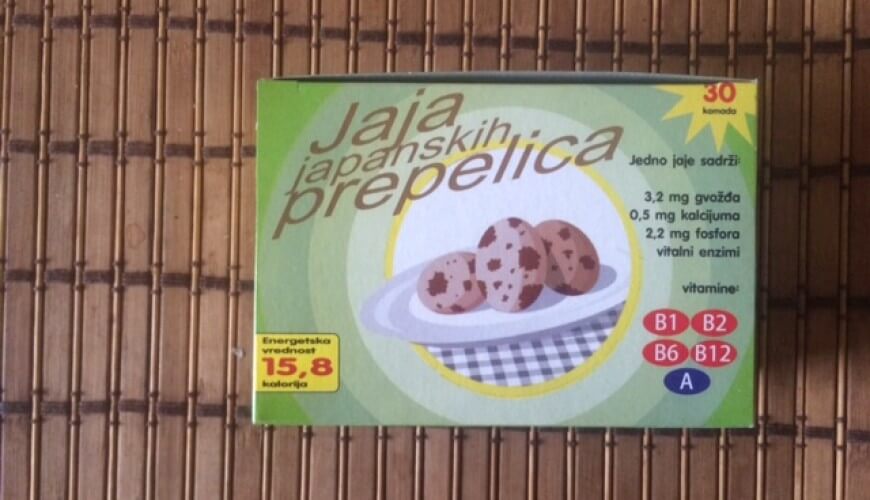 Jaja
japanskih
prepelica
30
komada
Jedno jaje sadrži:
3,2 mg gvožđa
0,5 mg kalcijuma
2,2 mg fosfora
vitalni enzimi
vitamine:
B1 B2
B6 B12
A
Energetska
vrednost
15,8
kalorija